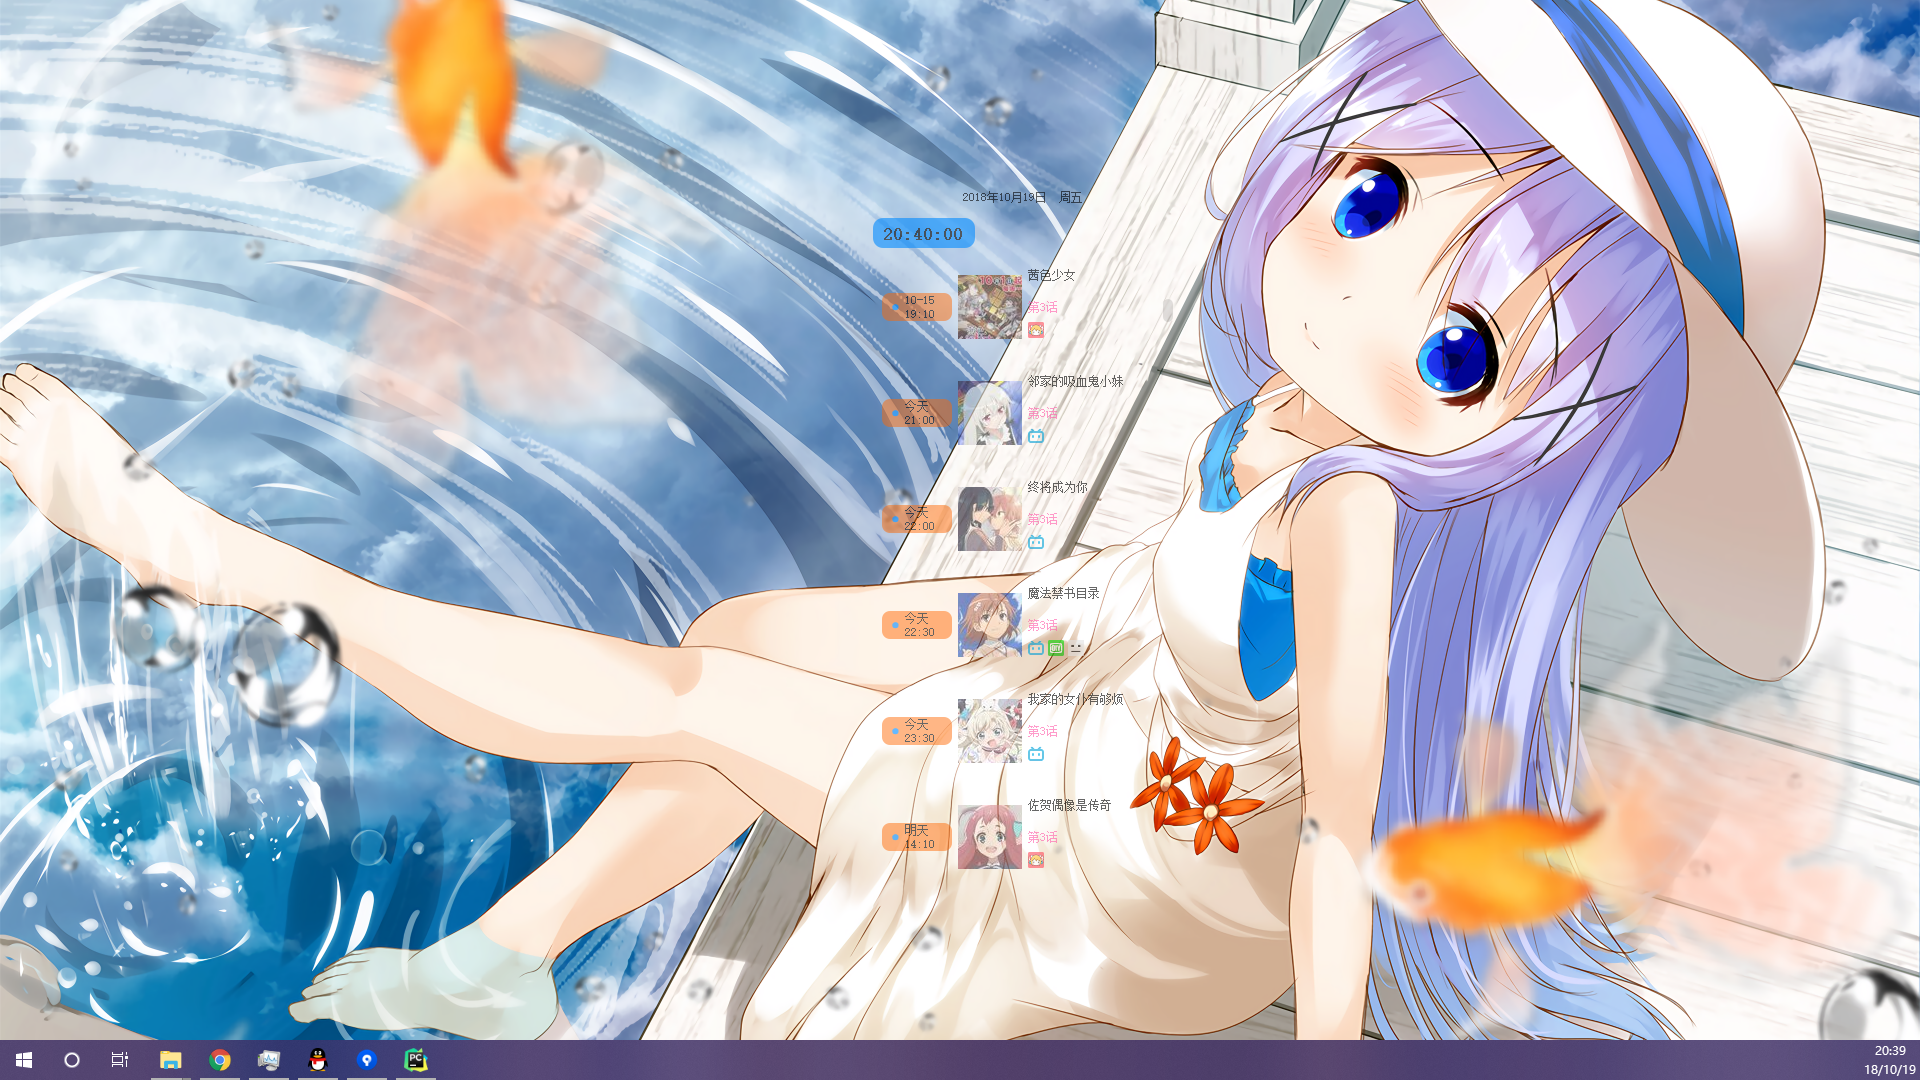 2018年10月19日 周五
20:40:00
茜色少女
10-15
19:10
第3话
邻家的吸血鬼小妹
今天
21:00
第3话
终将成为你
今天
22:00
第3话
魔法禁书目录
今天
22:30
第3话
我家的女仆有够烦
今天
23:30
第3话
佐贺偶像是传奇
明天
14:10
第3话
PC
20:39
18/10/19